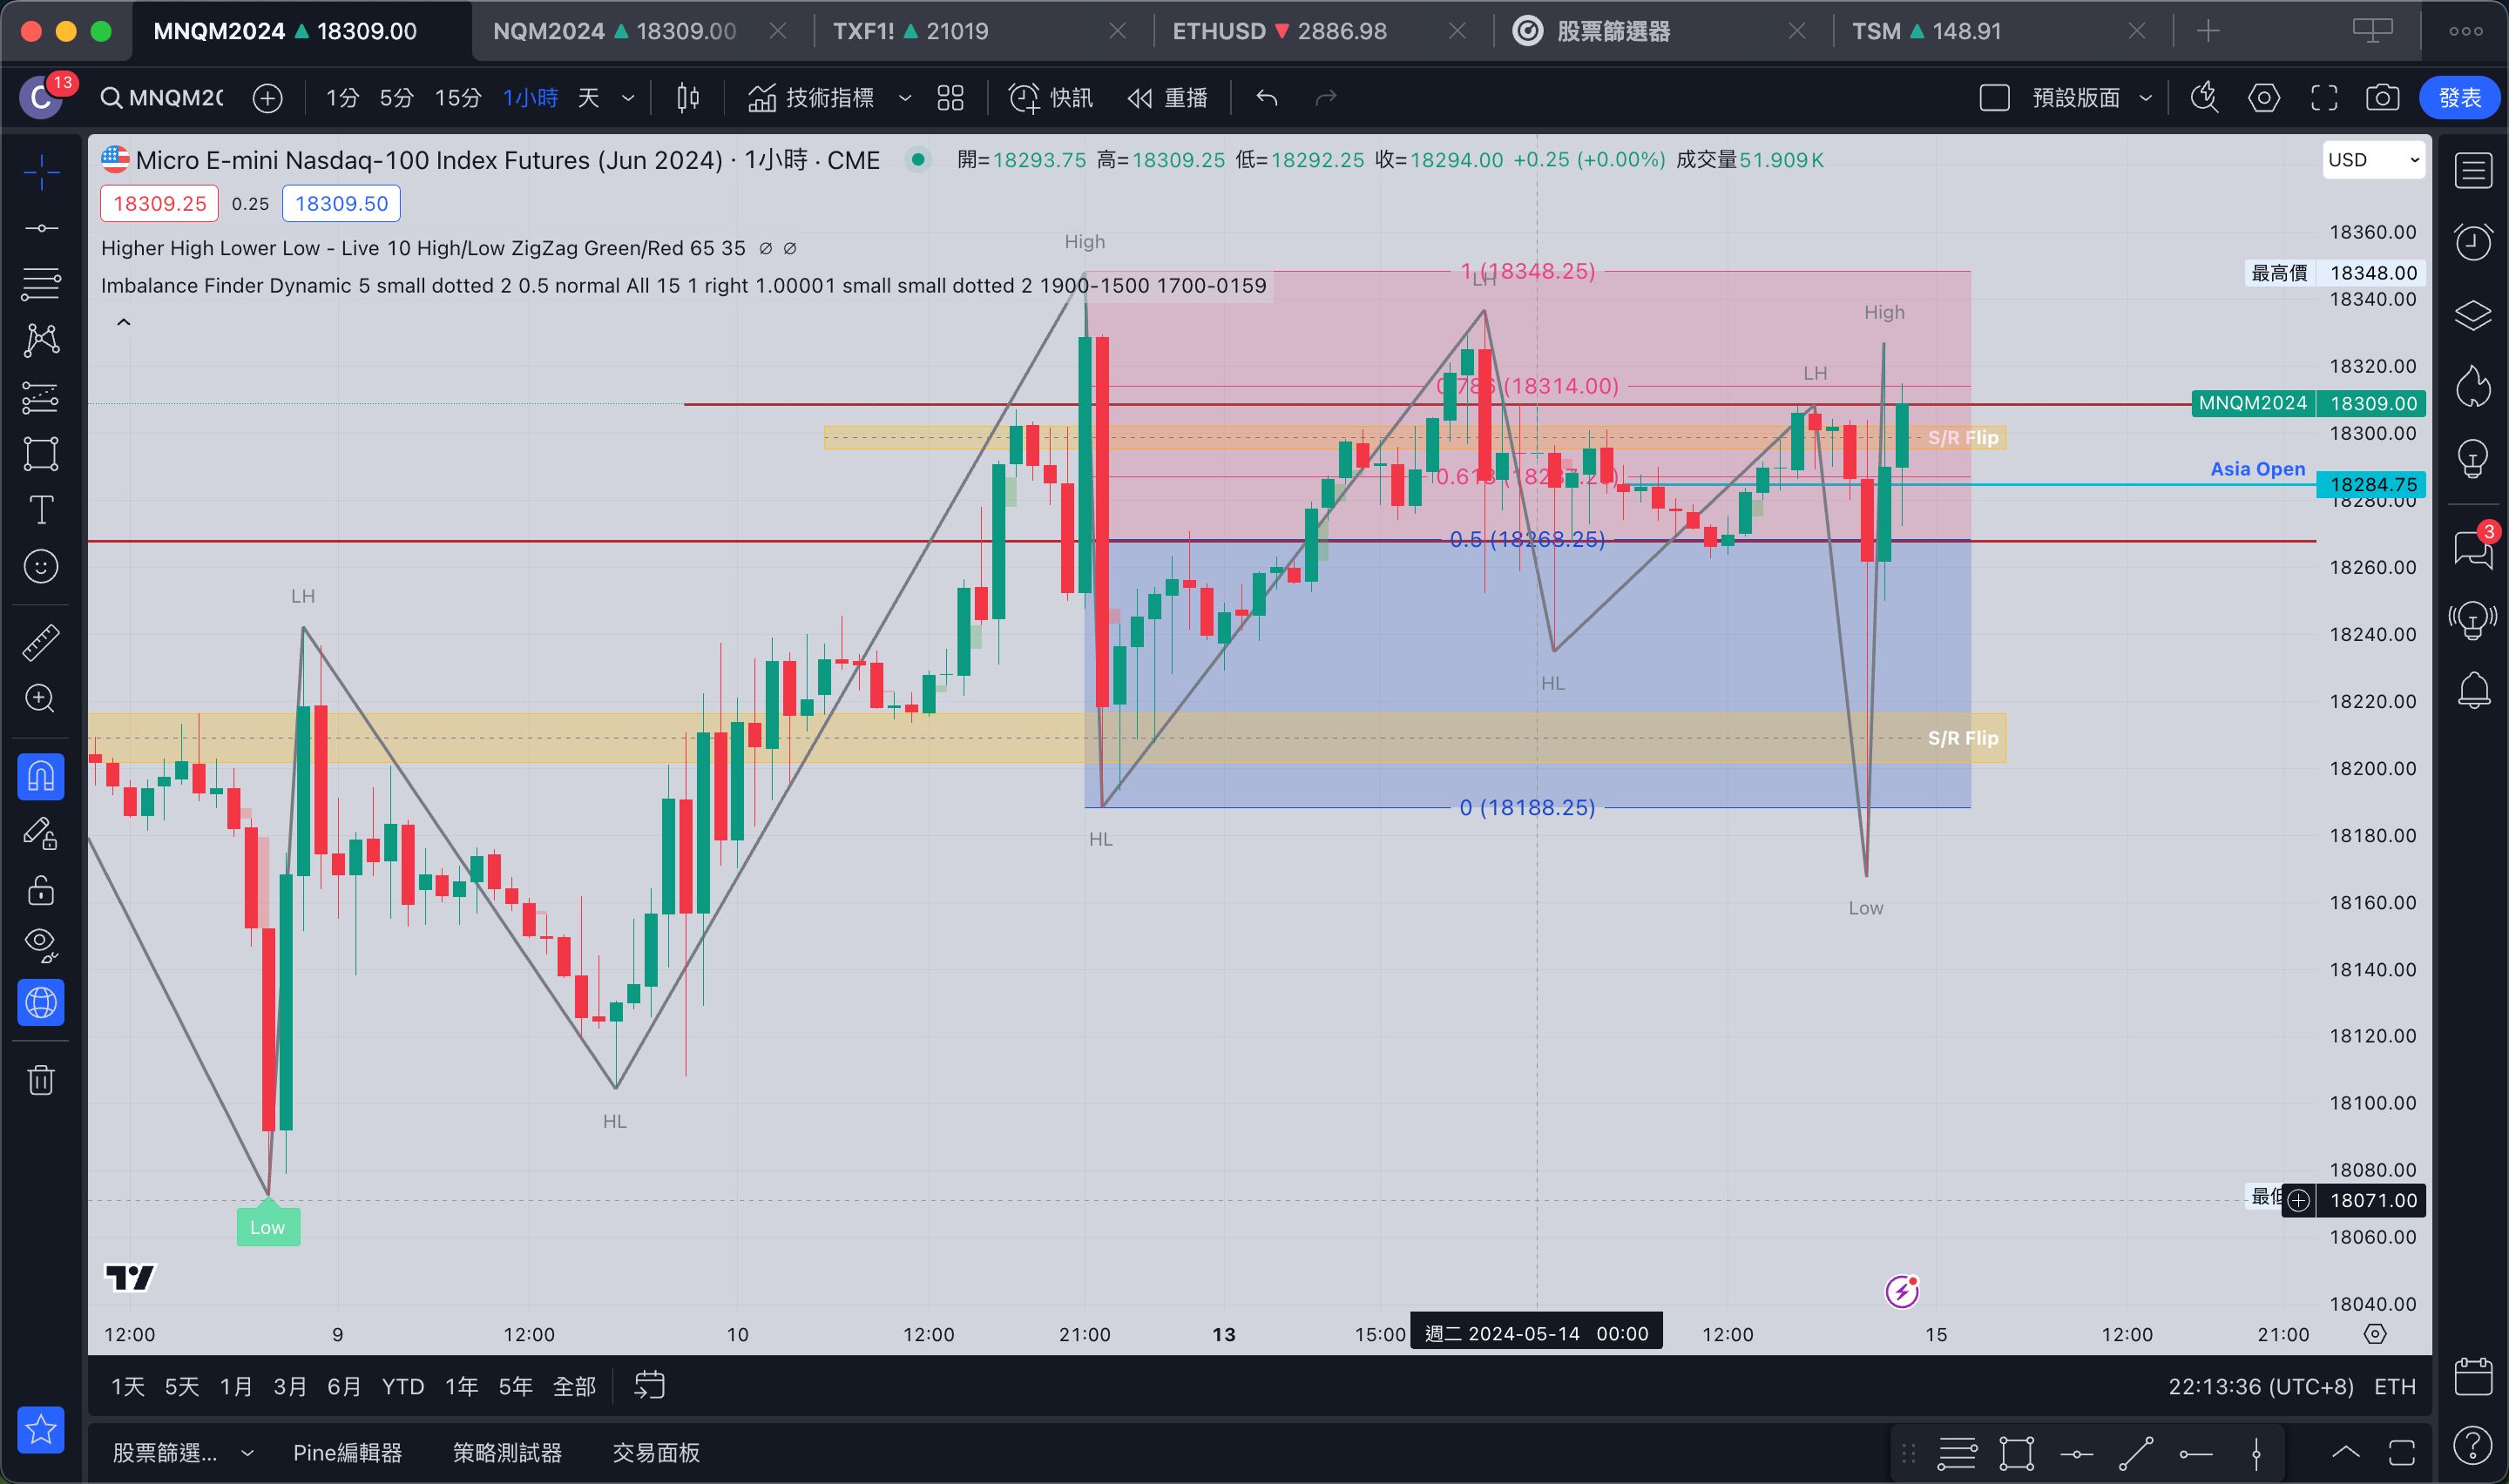 MNQM2024 ▲ 18309.00
NQM2024 ▲ 18309.00
TXF1! ▲ 21019
ETHUSD ▼ 2886.98
股票篩選器
TSM ▲ 148.91
C 13
MNQM20
1分 5分 15分 1小時 天
技術指標
快訊
重播
預設版面
發表
Micro E-mini Nasdaq-100 Index Futures (Jun 2024) · 1小時 · CME
開=18293.75 高=18309.25 低=18292.25 收=18294.00 +0.25 (+0.00%) 成交量51.909K
USD
18309.25 0.25 18309.50
Higher High Lower Low - Live 10 High/Low ZigZag Green/Red 65 35 ∅ ∅
Imbalance Finder Dynamic 5 small dotted 2 0.5 normal All 15 1 right 1.00001 small small dotted 2 1900-1500 1700-0159
High
18360.00
1 (18348.25)
LH
最高價 18348.00
18340.00
High
18320.00
LH
0.786 (18314.00)
MNQM2024 18309.00
18300.00
S/R Flip
Asia Open
18284.75
18280.00
0.5 (18268.25)
18260.00
LH
18240.00
HL
18220.00
S/R Flip
18200.00
0 (18188.25)
HL
18180.00
18160.00
Low
18140.00
18120.00
HL
18100.00
18080.00
18071.00
Low
18060.00
18040.00
12:00 9 12:00 10 12:00 21:00 13 15:00 週二 2024-05-14 00:00 12:00 15 12:00 21:00
1天 5天 1月 3月 6月 YTD 1年 5年 全部
22:13:36 (UTC+8) ETH
股票篩選...
Pine編輯器
策略測試器
交易面板
3